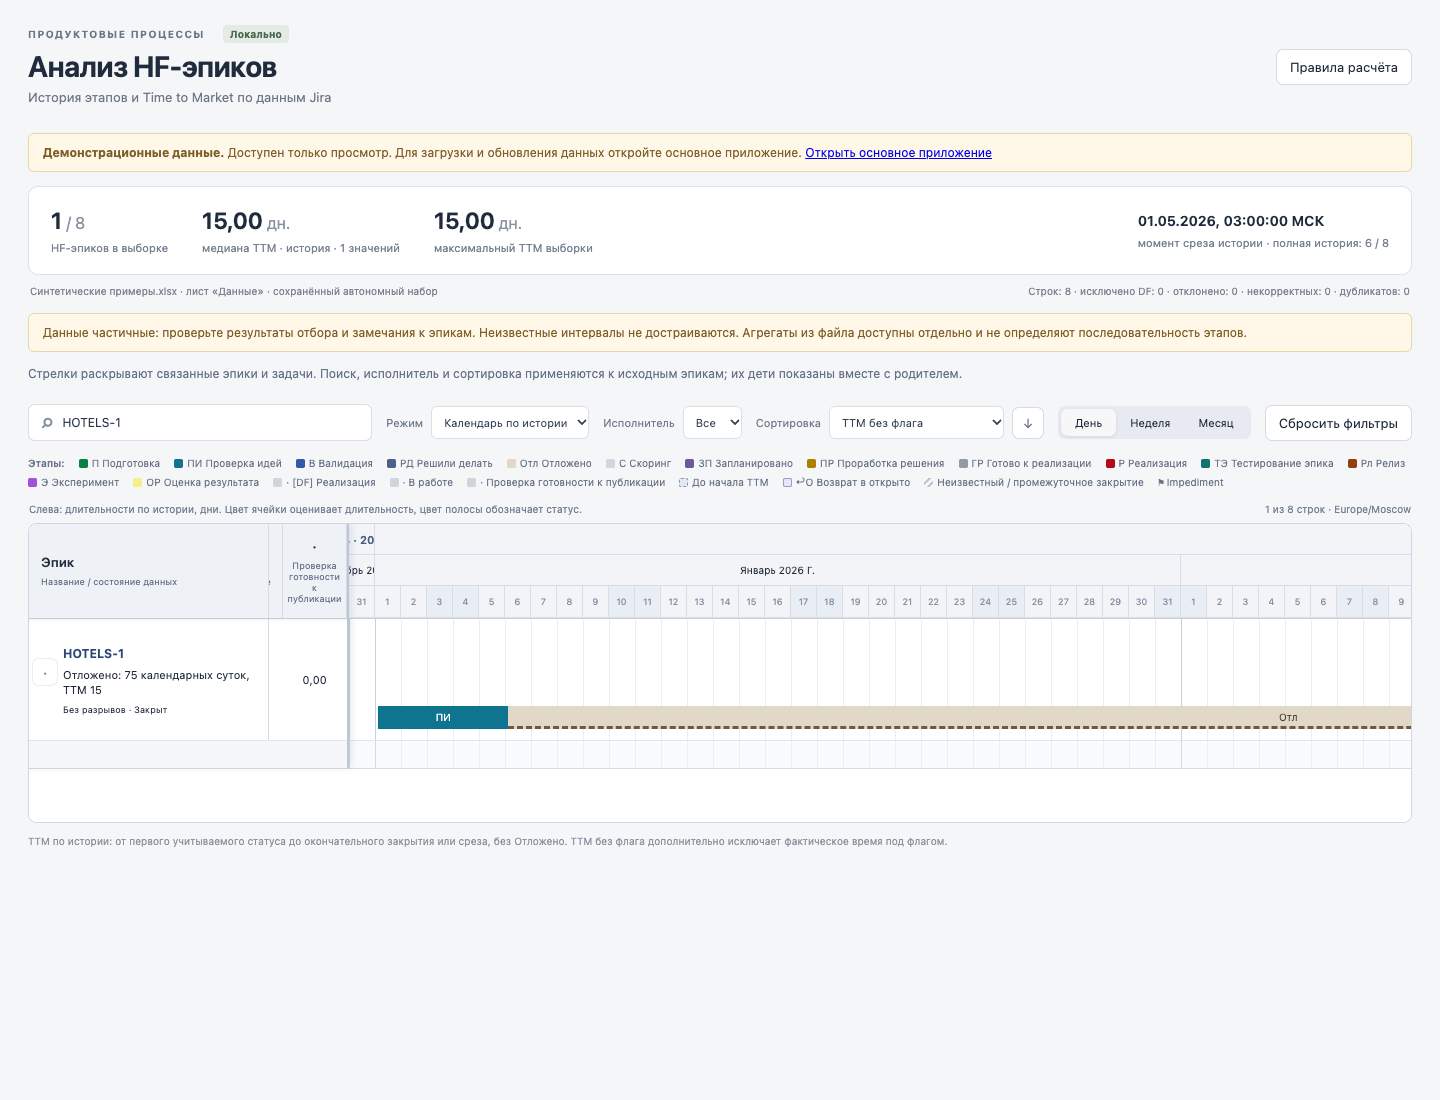 ПРОДУКТОВЫЕ ПРОЦЕССЫ Локально
Анализ HF-эпиков
Правила расчёта
История этапов и Time to Market по данным Jira
Демонстрационные данные. Доступен только просмотр. Для загрузки и обновления данных откройте основное приложение. Открыть основное приложение
1 / 8 15,00 дн. 15,00 дн. 01.05.2026, 03:00:00 МСК
HF-эпиков в выборке медиана ТТМ · история · 1 значений максимальный ТТМ выборки момент среза истории · полная история: 6 / 8
Синтетические примеры.xlsx · лист «Данные» · сохранённый автономный набор Строк: 8 · исключено DF: 0 · отклонено: 0 · некорректных: 0 · дубликатов: 0
Данные частичные: проверьте результаты отбора и замечания к эпикам. Неизвестные интервалы не достраиваются. Агрегаты из файла доступны отдельно и не определяют последовательность этапов.
Стрелки раскрывают связанные эпики и задачи. Поиск, исполнитель и сортировка применяются к исходным эпикам; их дети показаны вместе с родителем.
HOTELS-1 Режим Календарь по истории Исполнитель Все Сортировка ТТМ без флага ↓ День Неделя Месяц Сбросить фильтры
Этапы: П Подготовка ПИ Проверка идей В Валидация РД Решили делать Отл Отложено С Скоринг ЗП Запланировано ПР Проработка решения ГР Готово к реализации Р Реализация ТЭ Тестирование эпика Рл Релиз
Э Эксперимент ОР Оценка результата · [DF] Реализация · В работе · Проверка готовности к публикации До начала ТТМ ↩О Возврат в открыто Неизвестный / промежуточное закрытие ⚑ Impediment
Слева: длительности по истории, дни. Цвет ячейки оценивает длительность, цвет полосы обозначает статус. 1 из 8 строк · Europe/Moscow
· 20
Эпик
Название / состояние данных
·
Проверка
готовности
к
публикации
брь 20 Январь 2026 Г.
31 1 2 3 4 5 6 7 8 9 10 11 12 13 14 15 16 17 18 19 20 21 22 23 24 25 26 27 28 29 30 31 1 2 3 4 5 6 7 8 9
HOTELS-1
· Отложено: 75 календарных суток,
ТТМ 15
Без разрывов · Закрыт
0,00
ПИ Отл
ТТМ по истории: от первого учитываемого статуса до окончательного закрытия или среза, без Отложено. ТТМ без флага дополнительно исключает фактическое время под флагом.